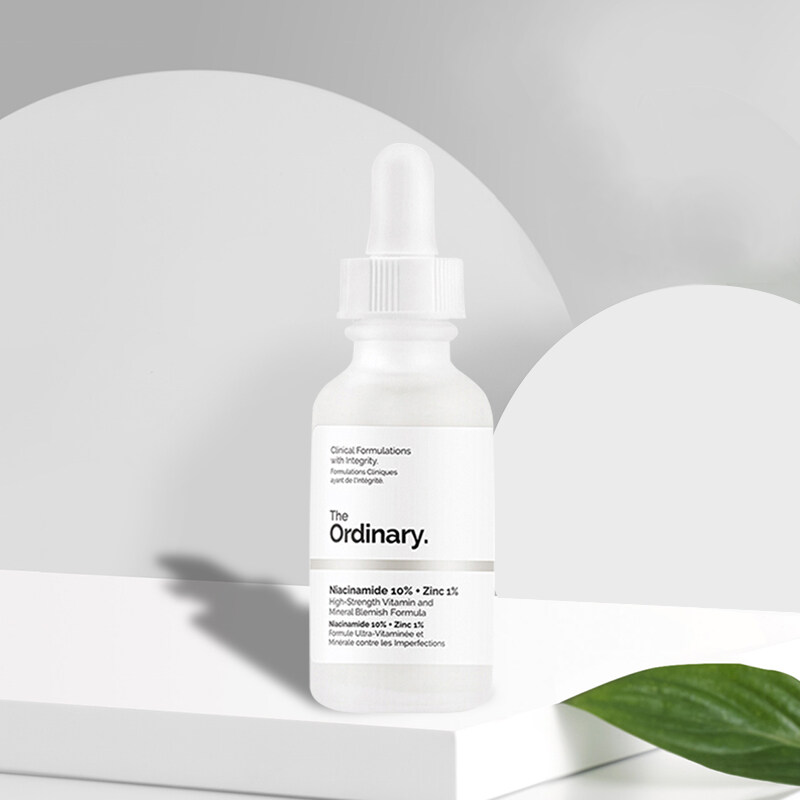 Clinical Formulations
with Integrity.
Formulations Cliniques
ayant de l'intégrité.
The
Ordinary.
Niacinamide 10% + Zinc 1%
High-Strength Vitamin and
Mineral Blemish Formula
Niacinamide 10% + Zinc 1%
Formule Ultra-Vitaminée et
Minérale contre les Imperfections